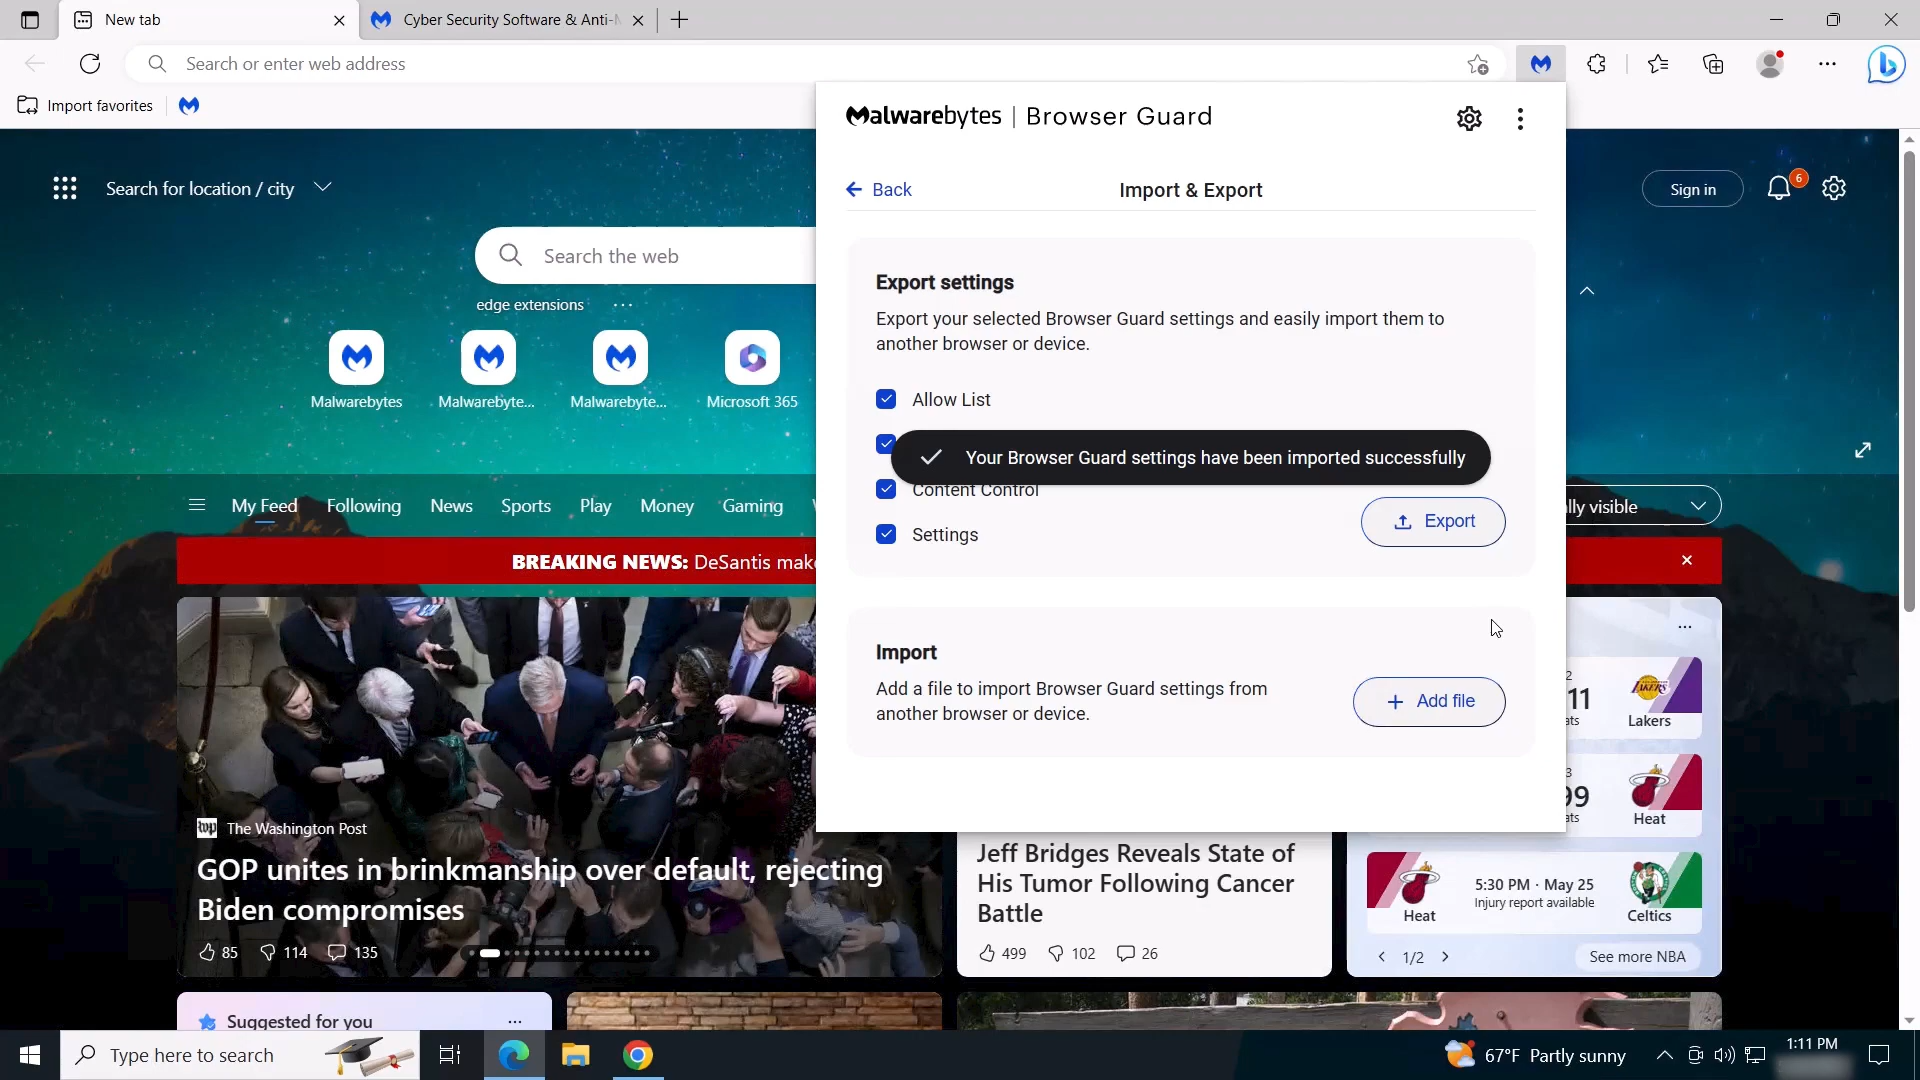 New tab
Cyber Security Software & Anti-
Search or enter web address
Import favorites
Malwarebytes | Browser Guard
Search for location / city
Back
Import & Export
Sign in
6
Search the web
edge extensions
Export settings
Export your selected Browser Guard settings and easily import them to
another browser or device.
Malwarebytes
Malwarebyte...
Malwarebyte...
Microsoft 365
Allow List
Your Browser Guard settings have been imported successfully
Content Control
Settings
Export
My Feed
Following
News
Sports
Play
Money
Gaming
lly visible
BREAKING NEWS: DeSantis mak
Import
Add a file to import Browser Guard settings from
another browser or device.
Add file
11
Lakers
99
Heat
The Washington Post
GOP unites in brinkmanship over default, rejecting
Biden compromises
85
114
135
Jeff Bridges Reveals State of
His Tumor Following Cancer
Battle
499
102
26
5:30 PM · May 25
Injury report available
Heat
Celtics
1/2
See more NBA
Suggested for you
Type here to search
67°F Partly sunny
1:11 PM